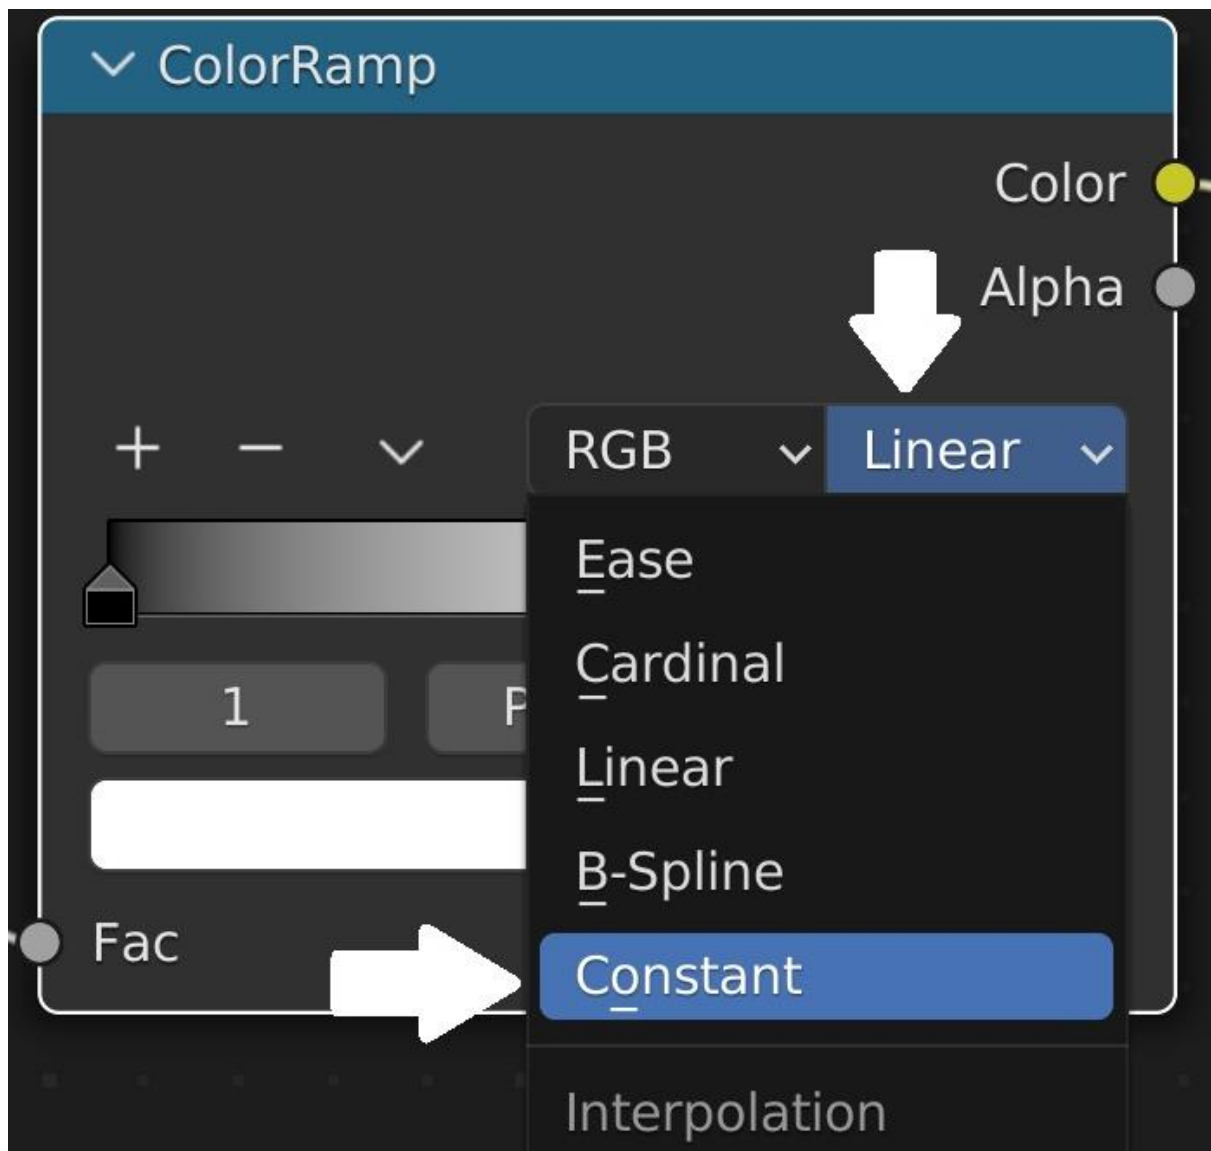 ColorRamp
Color
Alpha
RGB Linear
Ease
Cardinal
Linear
B-Spline
Constant
Interpolation
1 P
Fac